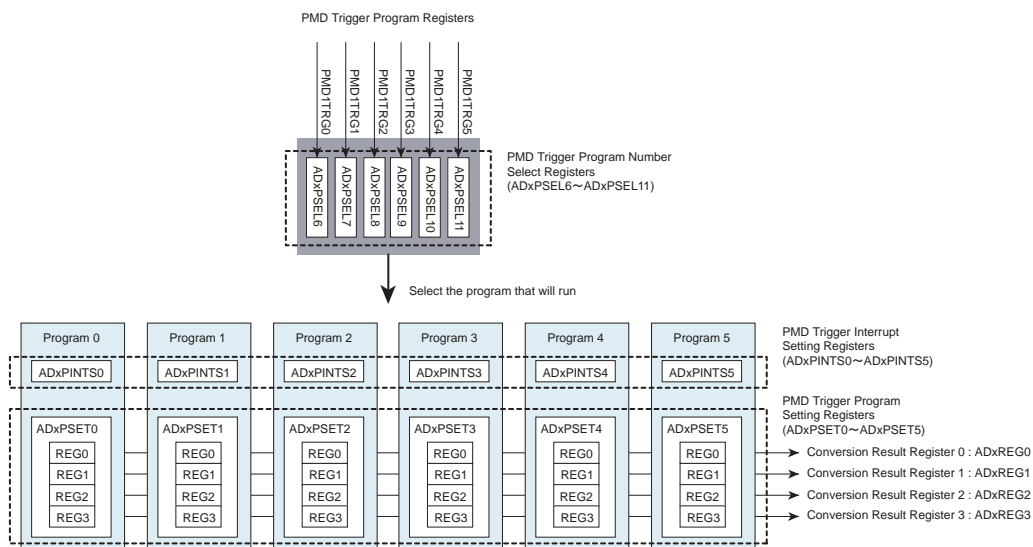 PMD Trigger Program Registers
PMD1TRG0
PMD1TRG1
PMD1TRG2
PMD1TRG3
PMD1TRG4
PMD1TRG5
ADxPSEL6
ADxPSEL7
ADxPSEL8
ADxPSEL9
ADxPSEL10
ADxPSEL11
PMD Trigger Program Number
Select Registers
(ADxPSEL6～ADxPSEL11)
Select the program that will run
Program 0
Program 1
Program 2
Program 3
Program 4
Program 5
PMD Trigger Interrupt
Setting Registers
(ADxPINTS0～ADxPINTS5)
ADxPINTS0
ADxPINTS1
ADxPINTS2
ADxPINTS3
ADxPINTS4
ADxPINTS5
PMD Trigger Program
Setting Registers
(ADxPSET0～ADxPSET5)
ADxPSET0
ADxPSET1
ADxPSET2
ADxPSET3
ADxPSET4
ADxPSET5
REG0 REG0 REG0 REG0 REG0 REG0 Conversion Result Register 0 : ADxREG0
REG1 REG1 REG1 REG1 REG1 REG1 Conversion Result Register 1 : ADxREG1
REG2 REG2 REG2 REG2 REG2 REG2 Conversion Result Register 2 : ADxREG2
REG3 REG3 REG3 REG3 REG3 REG3 Conversion Result Register 3 : ADxREG3